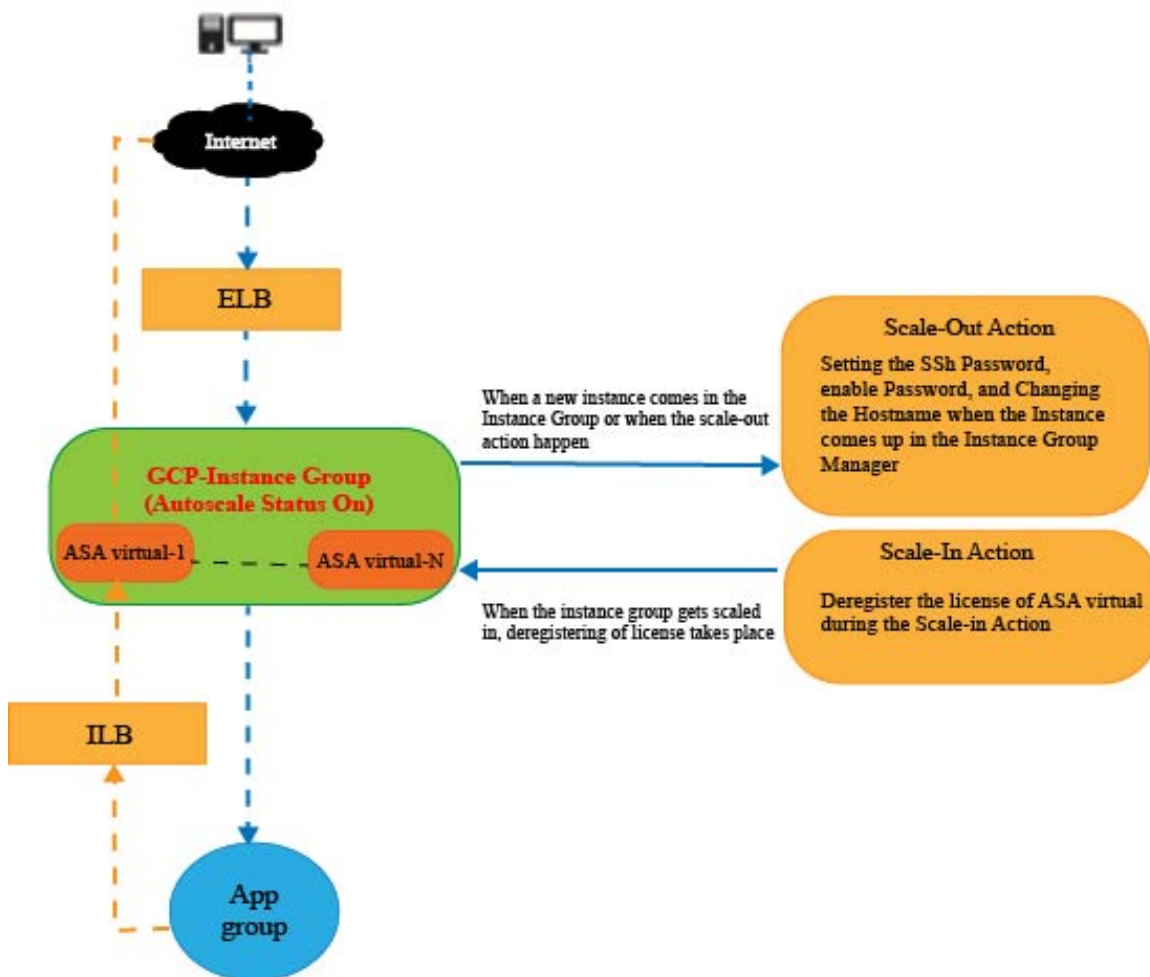 Internet
ELB
Scale-Out Action
Setting the SSh Password,
enable Password, and Changing
the Hostname when the Instance
comes up in the Instance Group
Manager
When a new instance comes in the
Instance Group or when the scale-out
action happen
GCP-Instance Group
(Autoscale Status On)
ASA virtual-1
ASA virtual-N
Scale-In Action
Deregister the license of ASA virtual
during the Scale-in Action
When the instance group gets scaled
in, deregistering of license takes place
ILB
App
group